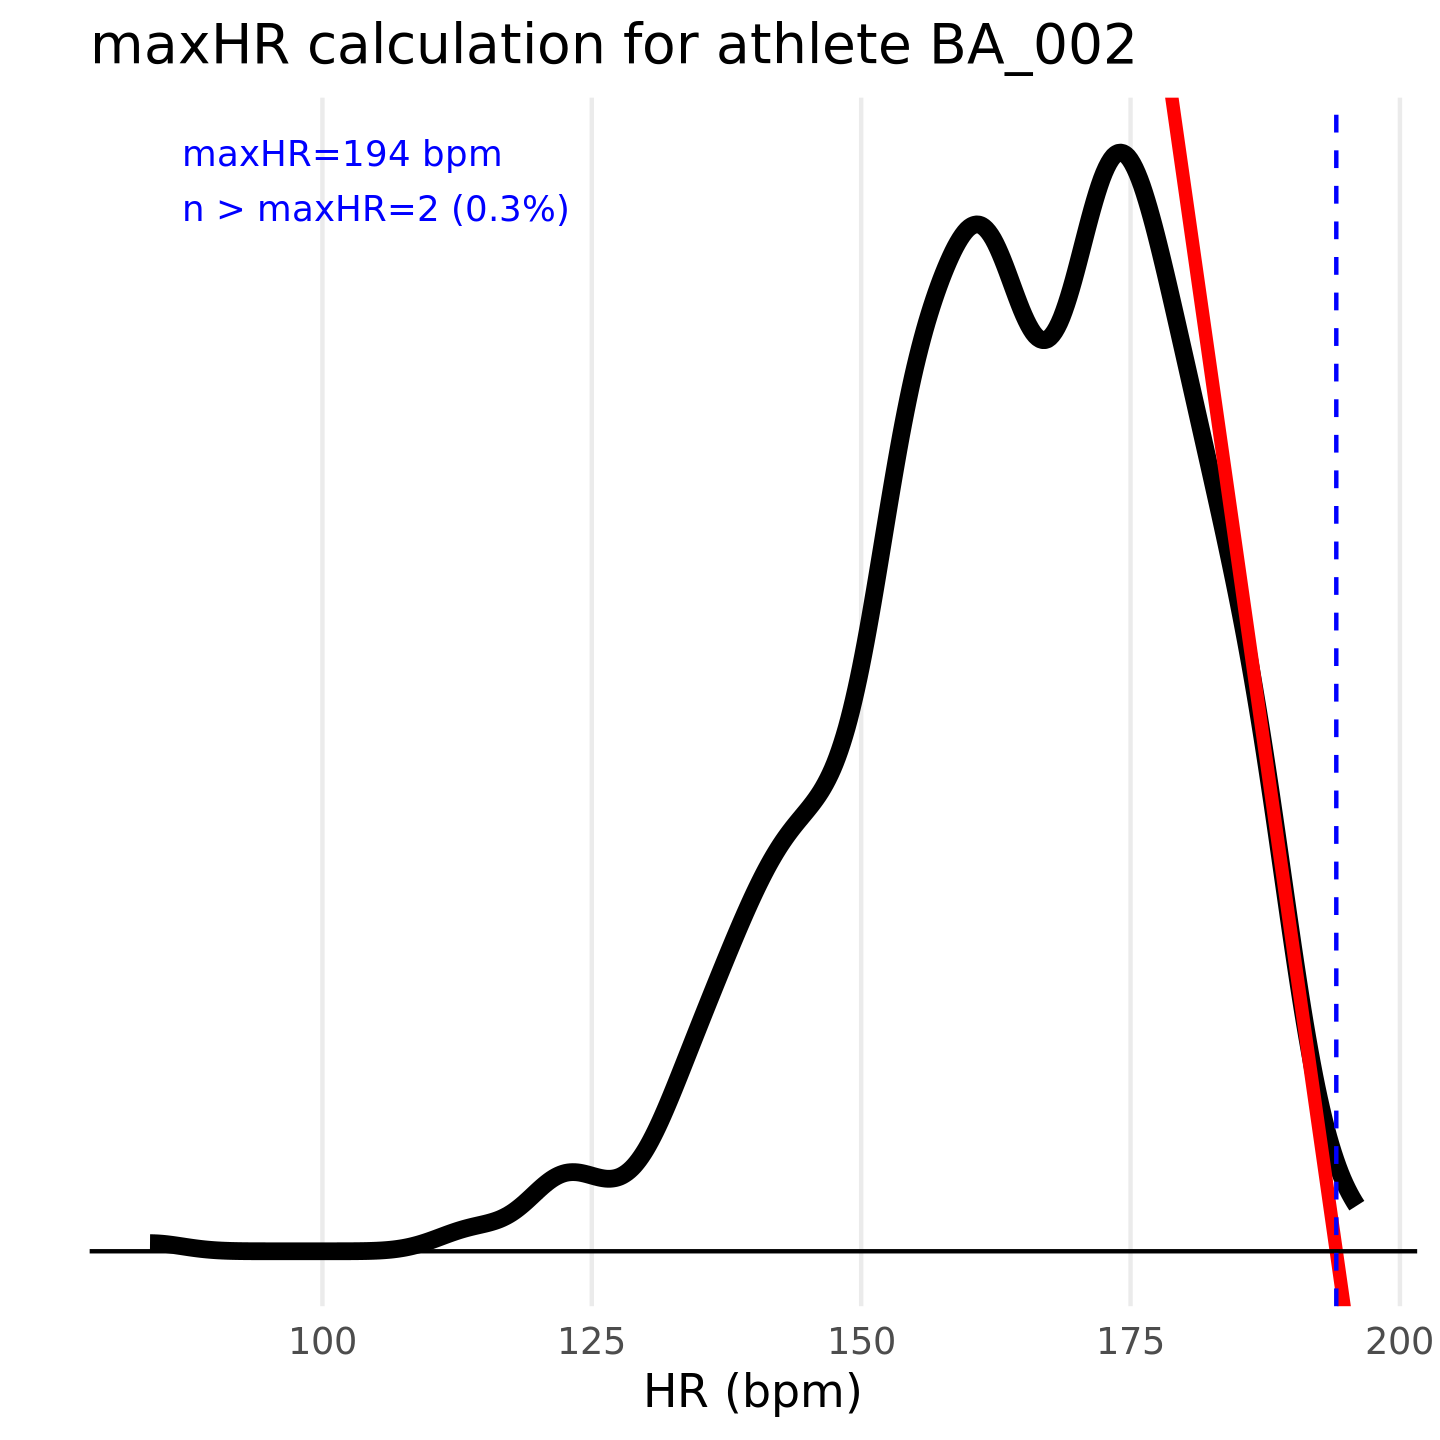 maxHR calculation for athlete BA_002
maxHR=194 bpm
n > maxHR=2 (0.3%)
100 125 150 175 200
HR (bpm)